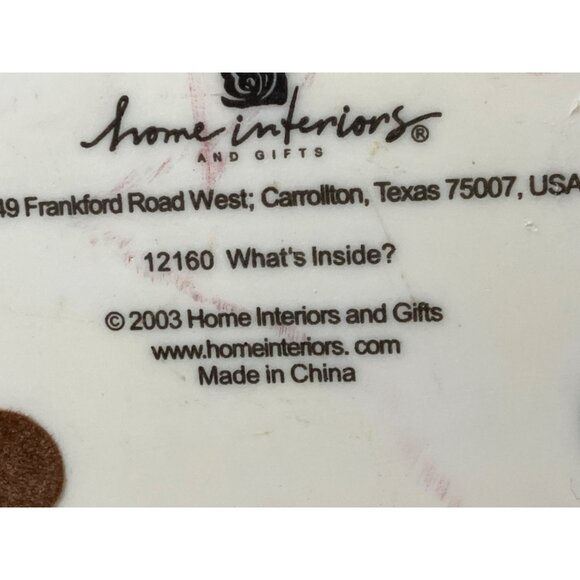 home interiors®
AND GIFTS
49 Frankford Road West; Carrollton, Texas 75007, USA
12160 What's Inside?
© 2003 Home Interiors and Gifts
www.homeinteriors. com
Made in China